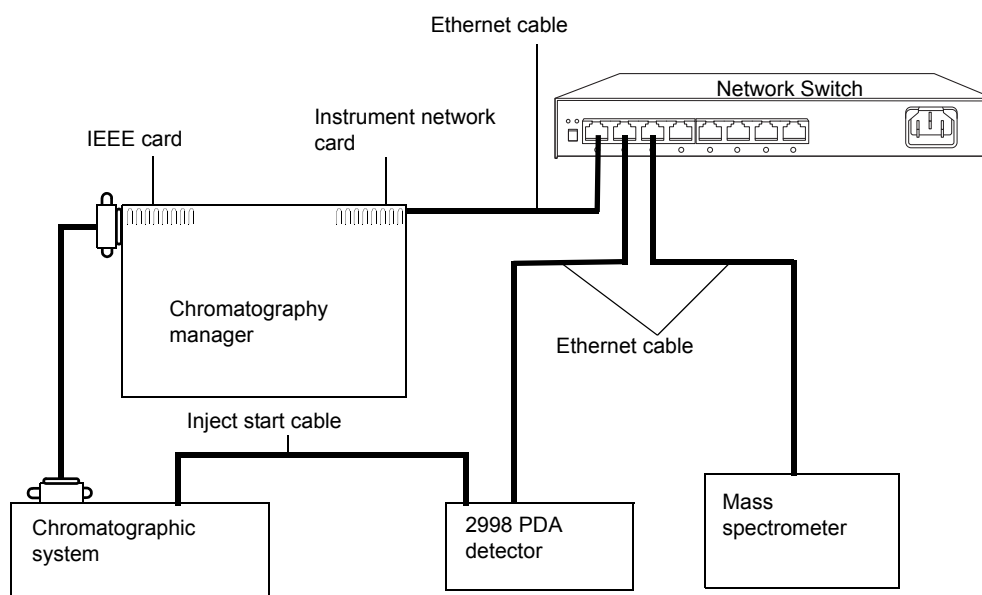 Ethernet cable
Network Switch
Instrument network
card
IEEE card
Chromatography
manager
Ethernet cable
Inject start cable
Chromatographic
system
2998 PDA
detector
Mass
spectrometer